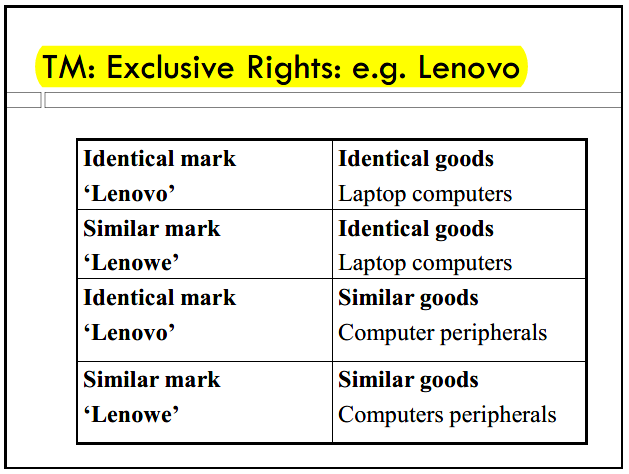 TM: Exclusive Rights: e.g. Lenovo
Identical mark
‘Lenovo’
Identical goods
Laptop computers
Similar mark
‘Lenowe’
Identical goods
Laptop computers
Identical mark
‘Lenovo’
Similar goods
Computer peripherals
Similar mark
‘Lenowe’
Similar goods
Computers peripherals